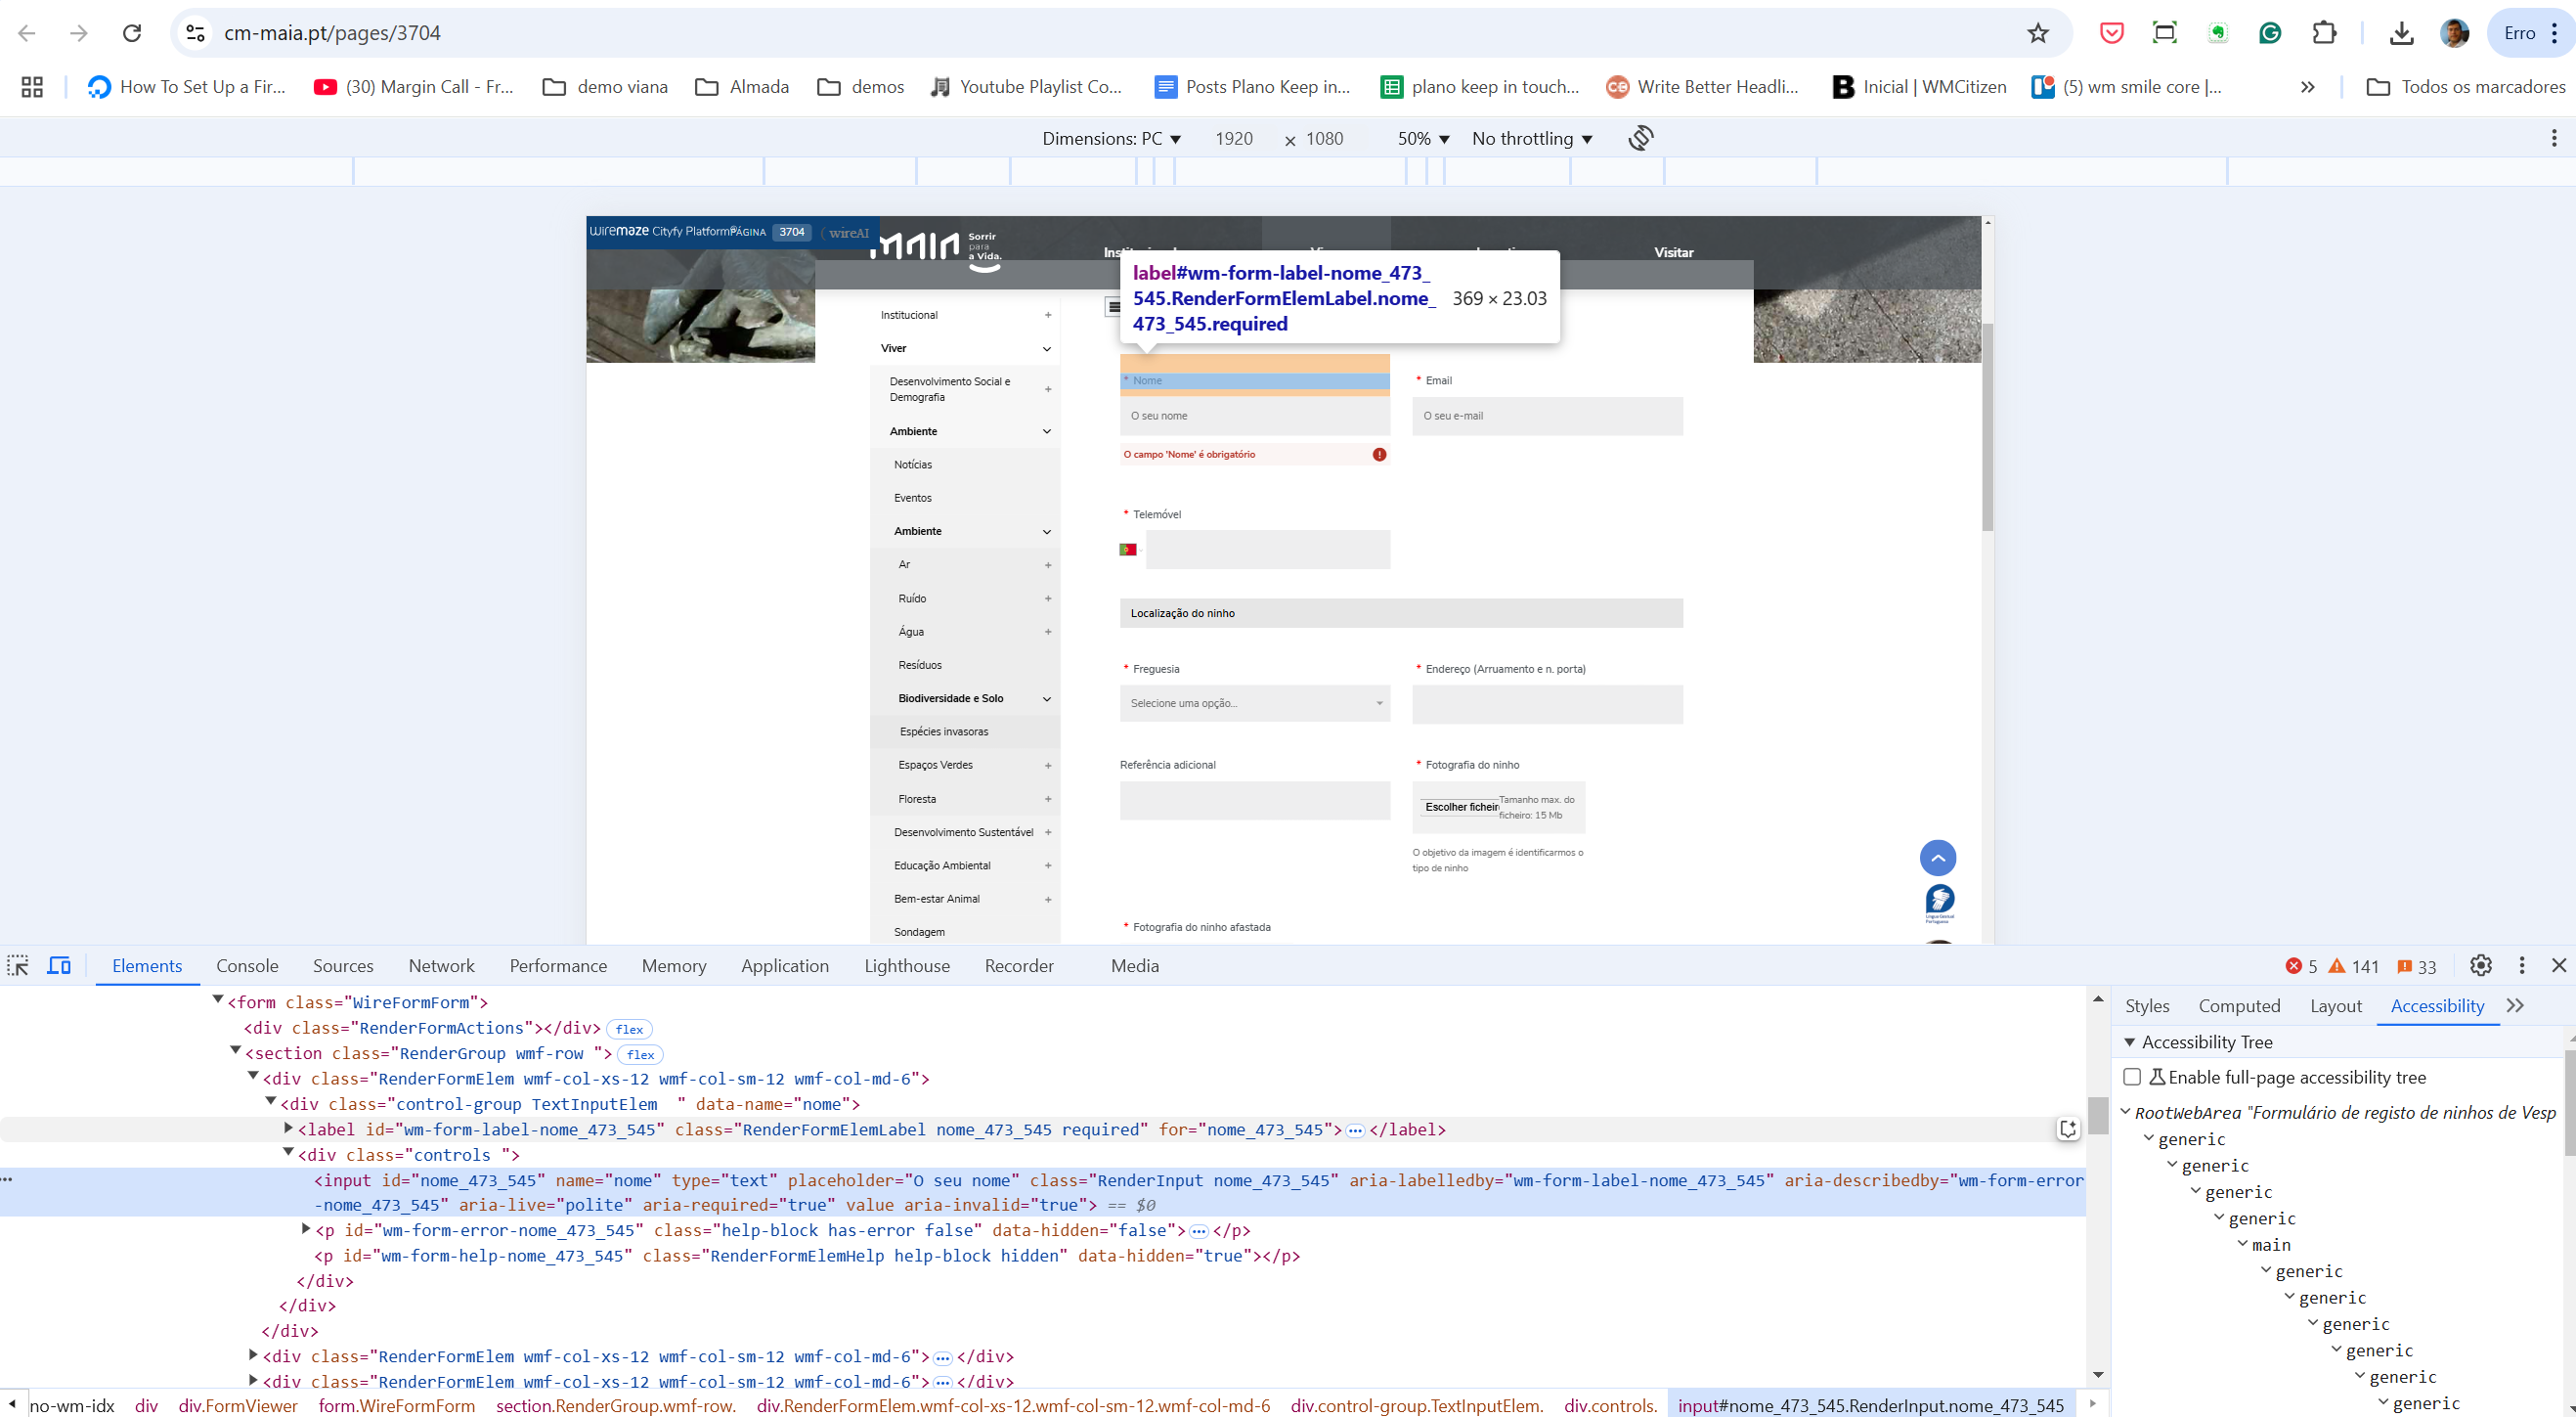 cm-maia.pt/pages/3704
Erro
How To Set Up a Fir...
(30) Margin Call - Fr...
demo viana
Almada
demos
Youtube Playlist Co...
Posts Plano Keep in...
plano keep in touch...
Write Better Headli...
Inicial | WMCitizen
(5) wm smile core |...
»
Todos os marcadores
Dimensions: PC 1920 × 1080 50% No throttling
wiremaze Cityfy Platform® PÁGINA 3704 wireAI
MAIA
Sorrir
para
a Vida.
Visitar
label#wm-form-label-nome_473_
545.RenderFormElemLabel.nome_ 369 × 23.03
473_545.required
Institucional +
Viver
Desenvolvimento Social e +
Demografia
Ambiente
Notícias
Eventos
Ambiente
Ar +
Ruído +
Água +
Resíduos
Biodiversidade e Solo
Espécies invasoras
Espaços Verdes +
Floresta +
Desenvolvimento Sustentável +
Educação Ambiental +
Bem-estar Animal +
Sondagem
* Nome
O seu nome
O campo 'Nome' é obrigatório
* Email
O seu e-mail
* Telemóvel
Localização do ninho
* Freguesia
Selecione uma opção...
* Endereço (Arruamento e n. porta)
Referência adicional
* Fotografia do ninho
Escolher ficheir
Tamanho max. do
ficheiro: 15 Mb
O objetivo da imagem é identificarmos o
tipo de ninho
* Fotografia do ninho afastada
Língua Gestual
Portuguesa
Elements Console Sources Network Performance Memory Application Lighthouse Recorder Media
5 141 33
<form class="WireFormForm">
<div class="RenderFormActions"></div> flex
<section class="RenderGroup wmf-row "> flex
<div class="RenderFormElem wmf-col-xs-12 wmf-col-sm-12 wmf-col-md-6">
<div class="control-group TextInputElem  " data-name="nome">
<label id="wm-form-label-nome_473_545" class="RenderFormElemLabel nome_473_545 required" for="nome_473_545">…</label>
<div class="controls ">
<input id="nome_473_545" name="nome" type="text" placeholder="O seu nome" class="RenderInput nome_473_545" aria-labelledby="wm-form-label-nome_473_545" aria-describedby="wm-form-error
-nome_473_545" aria-live="polite" aria-required="true" value aria-invalid="true"> == $0
<p id="wm-form-error-nome_473_545" class="help-block has-error false" data-hidden="false">…</p>
<p id="wm-form-help-nome_473_545" class="RenderFormElemHelp help-block hidden" data-hidden="true"></p>
</div>
</div>
</div>
<div class="RenderFormElem wmf-col-xs-12 wmf-col-sm-12 wmf-col-md-6">…</div>
<div class="RenderFormElem wmf-col-xs-12 wmf-col-sm-12 wmf-col-md-6">…</div>
no-wm-idx div div.FormViewer form.WireFormForm section.RenderGroup.wmf-row. div.RenderFormElem.wmf-col-xs-12.wmf-col-sm-12.wmf-col-md-6 div.control-group.TextInputElem. div.controls. input#nome_473_545.RenderInput.nome_473_545
Styles Computed Layout Accessibility »
Accessibility Tree
Enable full-page accessibility tree
RootWebArea "Formulário de registo de ninhos de Vesp
generic
generic
generic
generic
main
generic
generic
generic
generic
generic
generic